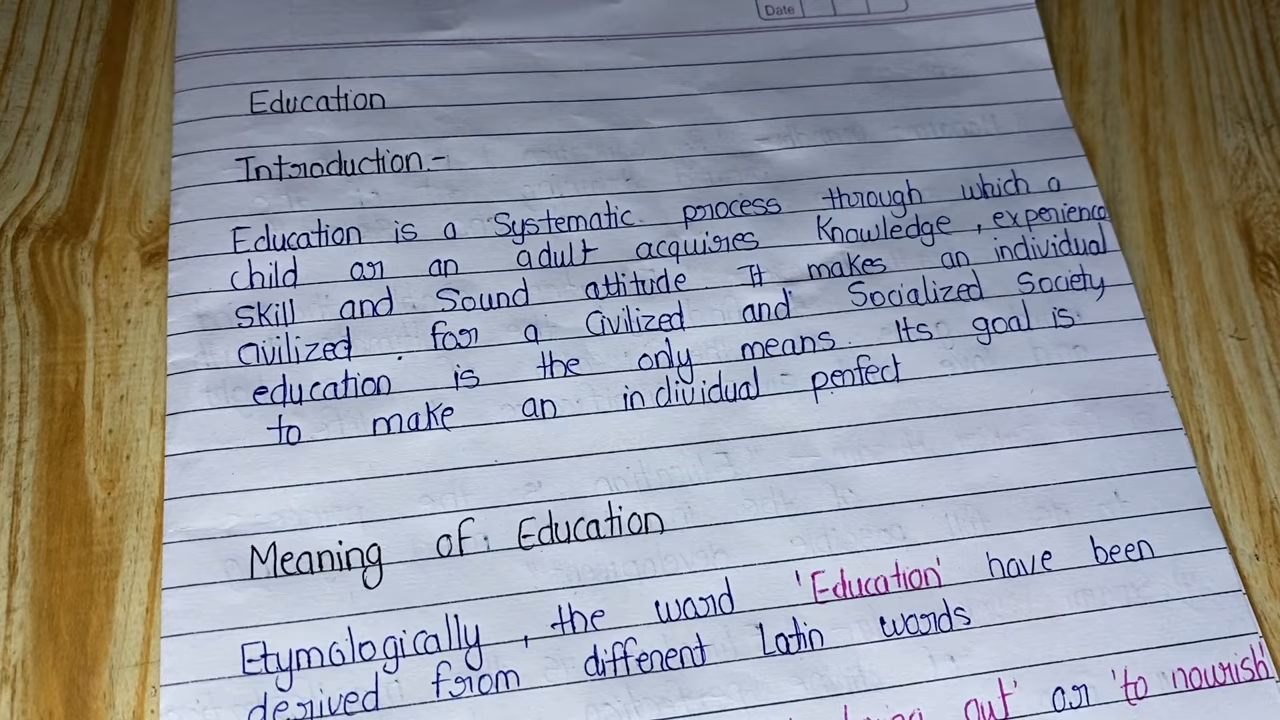 Date
Education
Introduction:-
Education is a Systematic process through which a
child or an adult acquires Knowledge, experience
skill and Sound attitude. It makes an individual
civilized. for a Civilized and Socialized Society
education is the only means. Its goal is
to make an individual perfect
Meaning of Education
Etymologically, the word 'Education' have been
derived from different Latin words
out' or 'to nourish